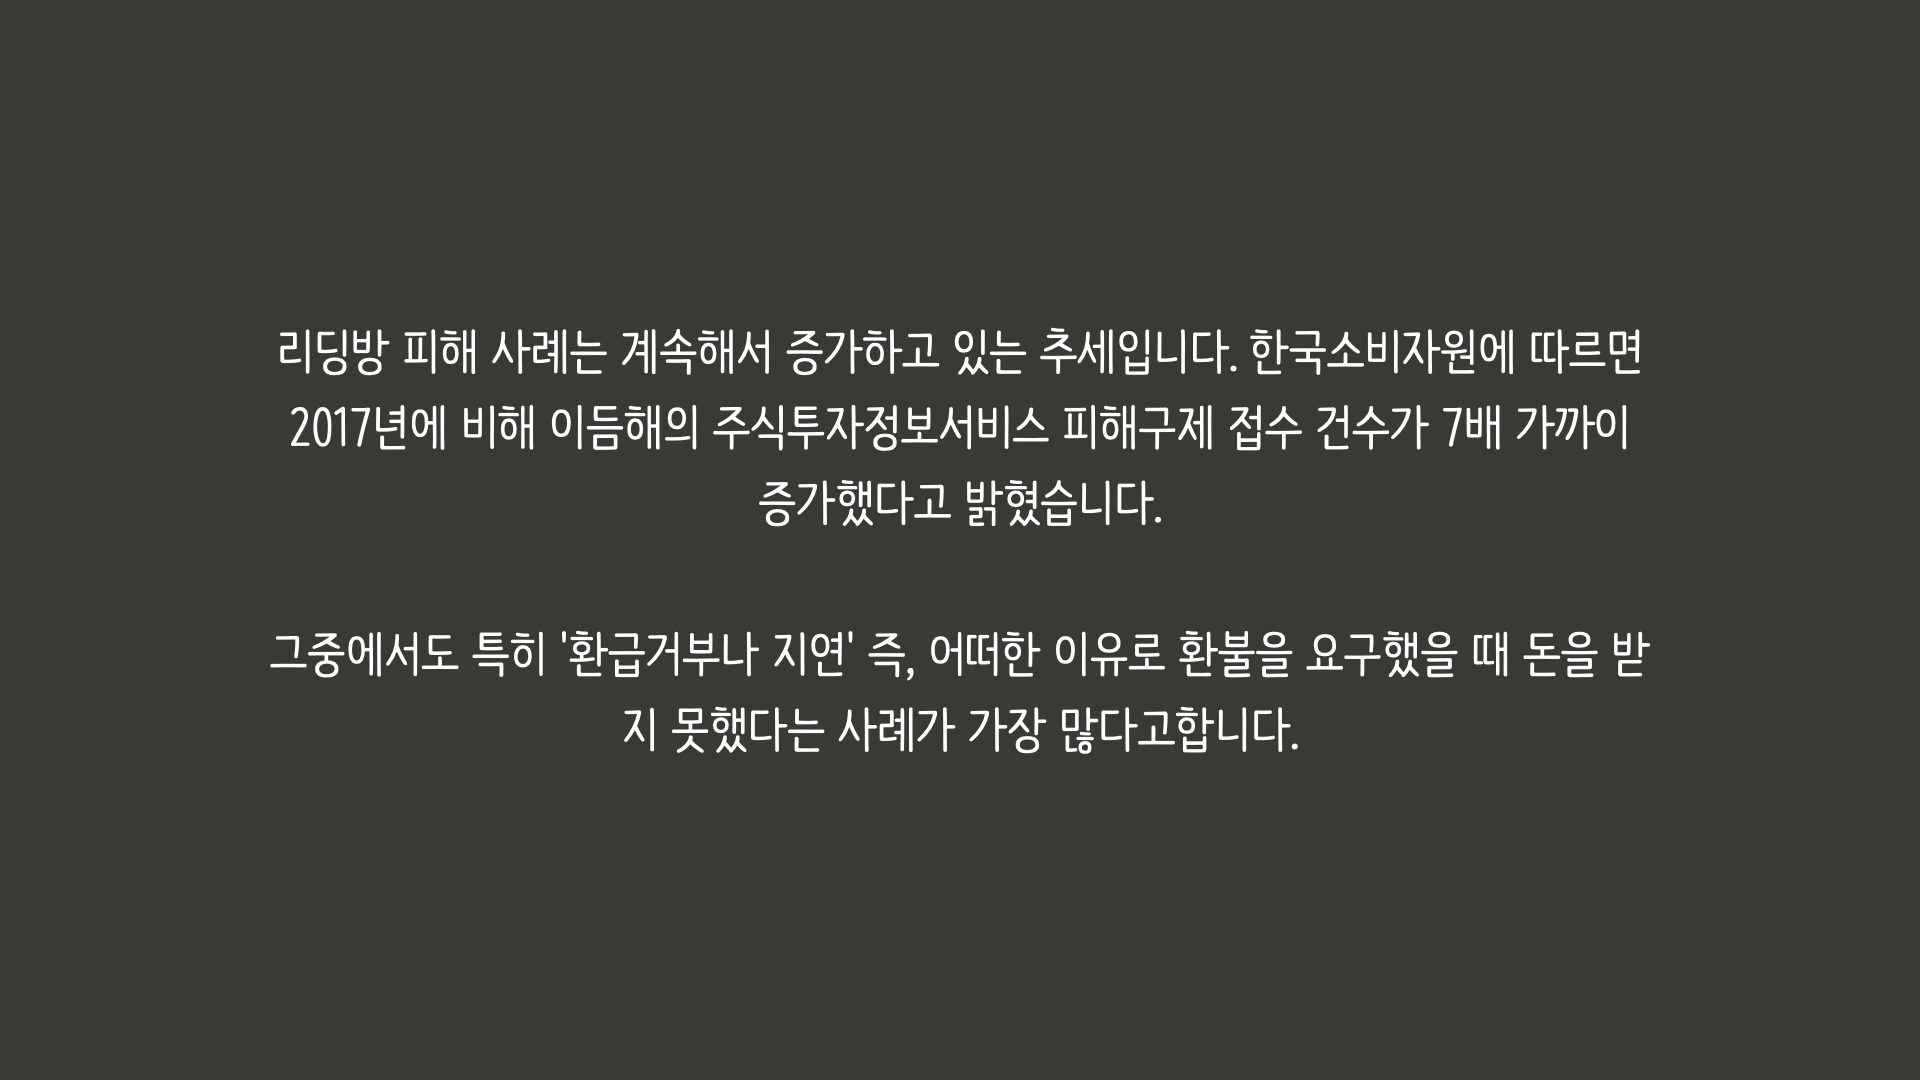 리딩방 피해 사례는 계속해서 증가하고 있는 추세입니다. 한국소비자원에 따르면
2017년에 비해 이듬해의 주식투자정보서비스 피해구제 접수 건수가 7배 가까이
증가했다고 밝혔습니다.
그중에서도 특히 '환급거부나 지연' 즉, 어떠한 이유로 환불을 요구했을 때 돈을 받
지 못했다는 사례가 가장 많다고합니다.